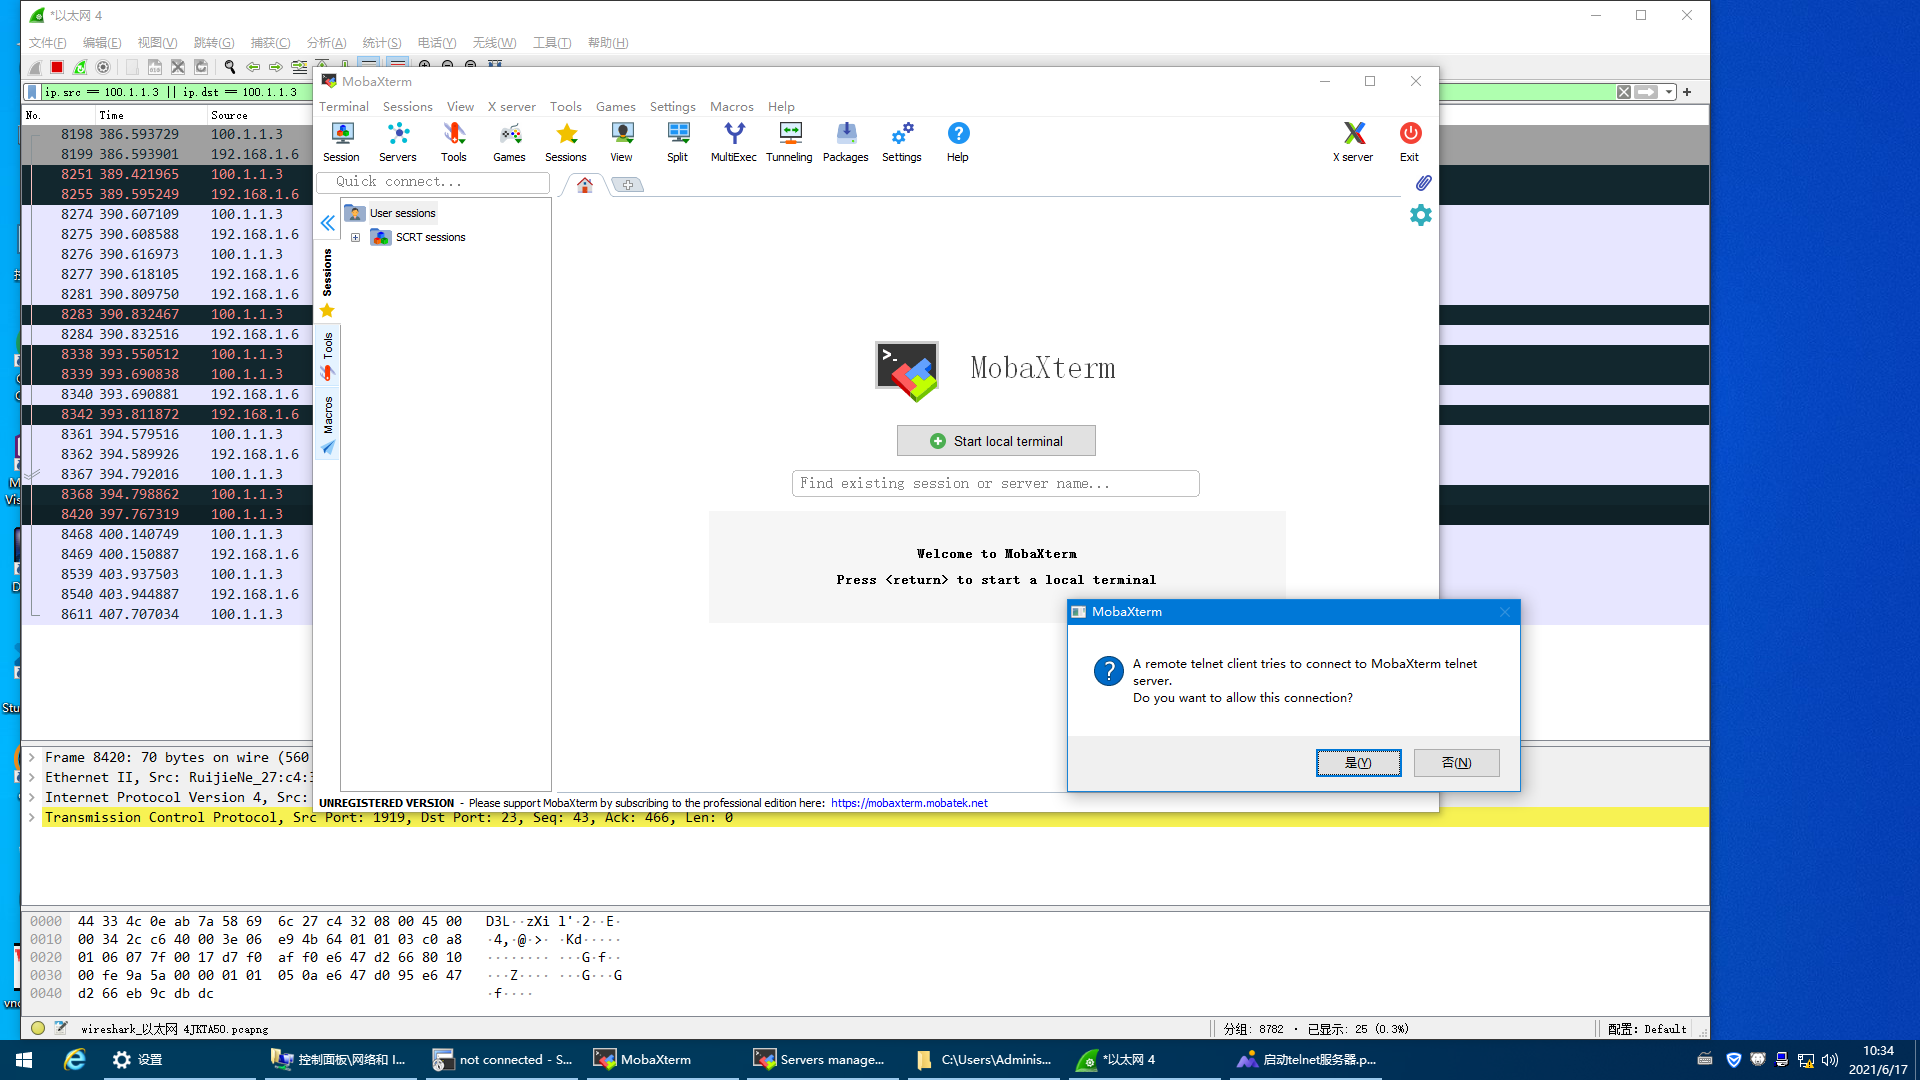 *以太网 4
文件(F) 编辑(E) 视图(V) 跳转(G) 捕获(C) 分析(A) 统计(S) 电话(Y) 无线(W) 工具(T) 帮助(H)
ip.src == 100.1.1.3 || ip.dst == 100.1.1.3
No. Time Source
8198 386.593729 100.1.1.3
8199 386.593901 192.168.1.6
8251 389.421965 100.1.1.3
8255 389.595249 192.168.1.6
8274 390.607109 100.1.1.3
8275 390.608588 192.168.1.6
8276 390.616973 100.1.1.3
8277 390.618105 192.168.1.6
8281 390.809750 192.168.1.6
8283 390.832467 100.1.1.3
8284 390.832516 192.168.1.6
8338 393.550512 100.1.1.3
8339 393.690838 100.1.1.3
8340 393.690881 192.168.1.6
8342 393.811872 192.168.1.6
8361 394.579516 100.1.1.3
8362 394.589926 192.168.1.6
8367 394.792016 100.1.1.3
8368 394.798862 100.1.1.3
8420 397.767319 100.1.1.3
8468 400.140749 100.1.1.3
8469 400.150887 192.168.1.6
8539 403.937503 100.1.1.3
8540 403.944887 192.168.1.6
8611 407.707034 100.1.1.3
MobaXterm
Terminal Sessions View X server Tools Games Settings Macros Help
Session Servers Tools Games Sessions View Split MultiExec Tunneling Packages Settings Help X server Exit
Quick connect...
User sessions
SCRT sessions
Sessions
Tools
Macros
>_
MobaXterm
Start local terminal
Find existing session or server name...
Welcome to MobaXterm
Press <return> to start a local terminal
MobaXterm
A remote telnet client tries to connect to MobaXterm telnet
server.
Do you want to allow this connection?
是(Y) 否(N)
UNREGISTERED VERSION - Please support MobaXterm by subscribing to the professional edition here: https://mobaxterm.mobatek.net
Frame 8420: 70 bytes on wire (560
Ethernet II, Src: RuijieNe_27:c4:3
Internet Protocol Version 4, Src:
Transmission Control Protocol, Src Port: 1919, Dst Port: 23, Seq: 43, Ack: 466, Len: 0
0000 44 33 4c 0e ab 7a 58 69 6c 27 c4 32 08 00 45 00 D3L··zXi l'·2··E·
0010 00 34 2c c6 40 00 3e 06 e9 4b 64 01 01 03 c0 a8 ·4,·@·>· ·Kd·····
0020 01 06 07 7f 00 17 d7 f0 af f0 e6 47 d2 66 80 10 ········ ···G·f··
0030 00 fe 9a 5a 00 00 01 01 05 0a e6 47 d0 95 e6 47 ···Z···· ···G···G
0040 d2 66 eb 9c db dc ·f····
wireshark_以太网 4JKTA50.pcapng
分组: 8782 · 已显示: 25 (0.3%)
配置: Default
设置
控制面板\网络和 I...
not connected - S...
MobaXterm
Servers manage...
C:\Users\Adminis...
*以太网 4
启动telnet服务器.p...
10:34
2021/6/17